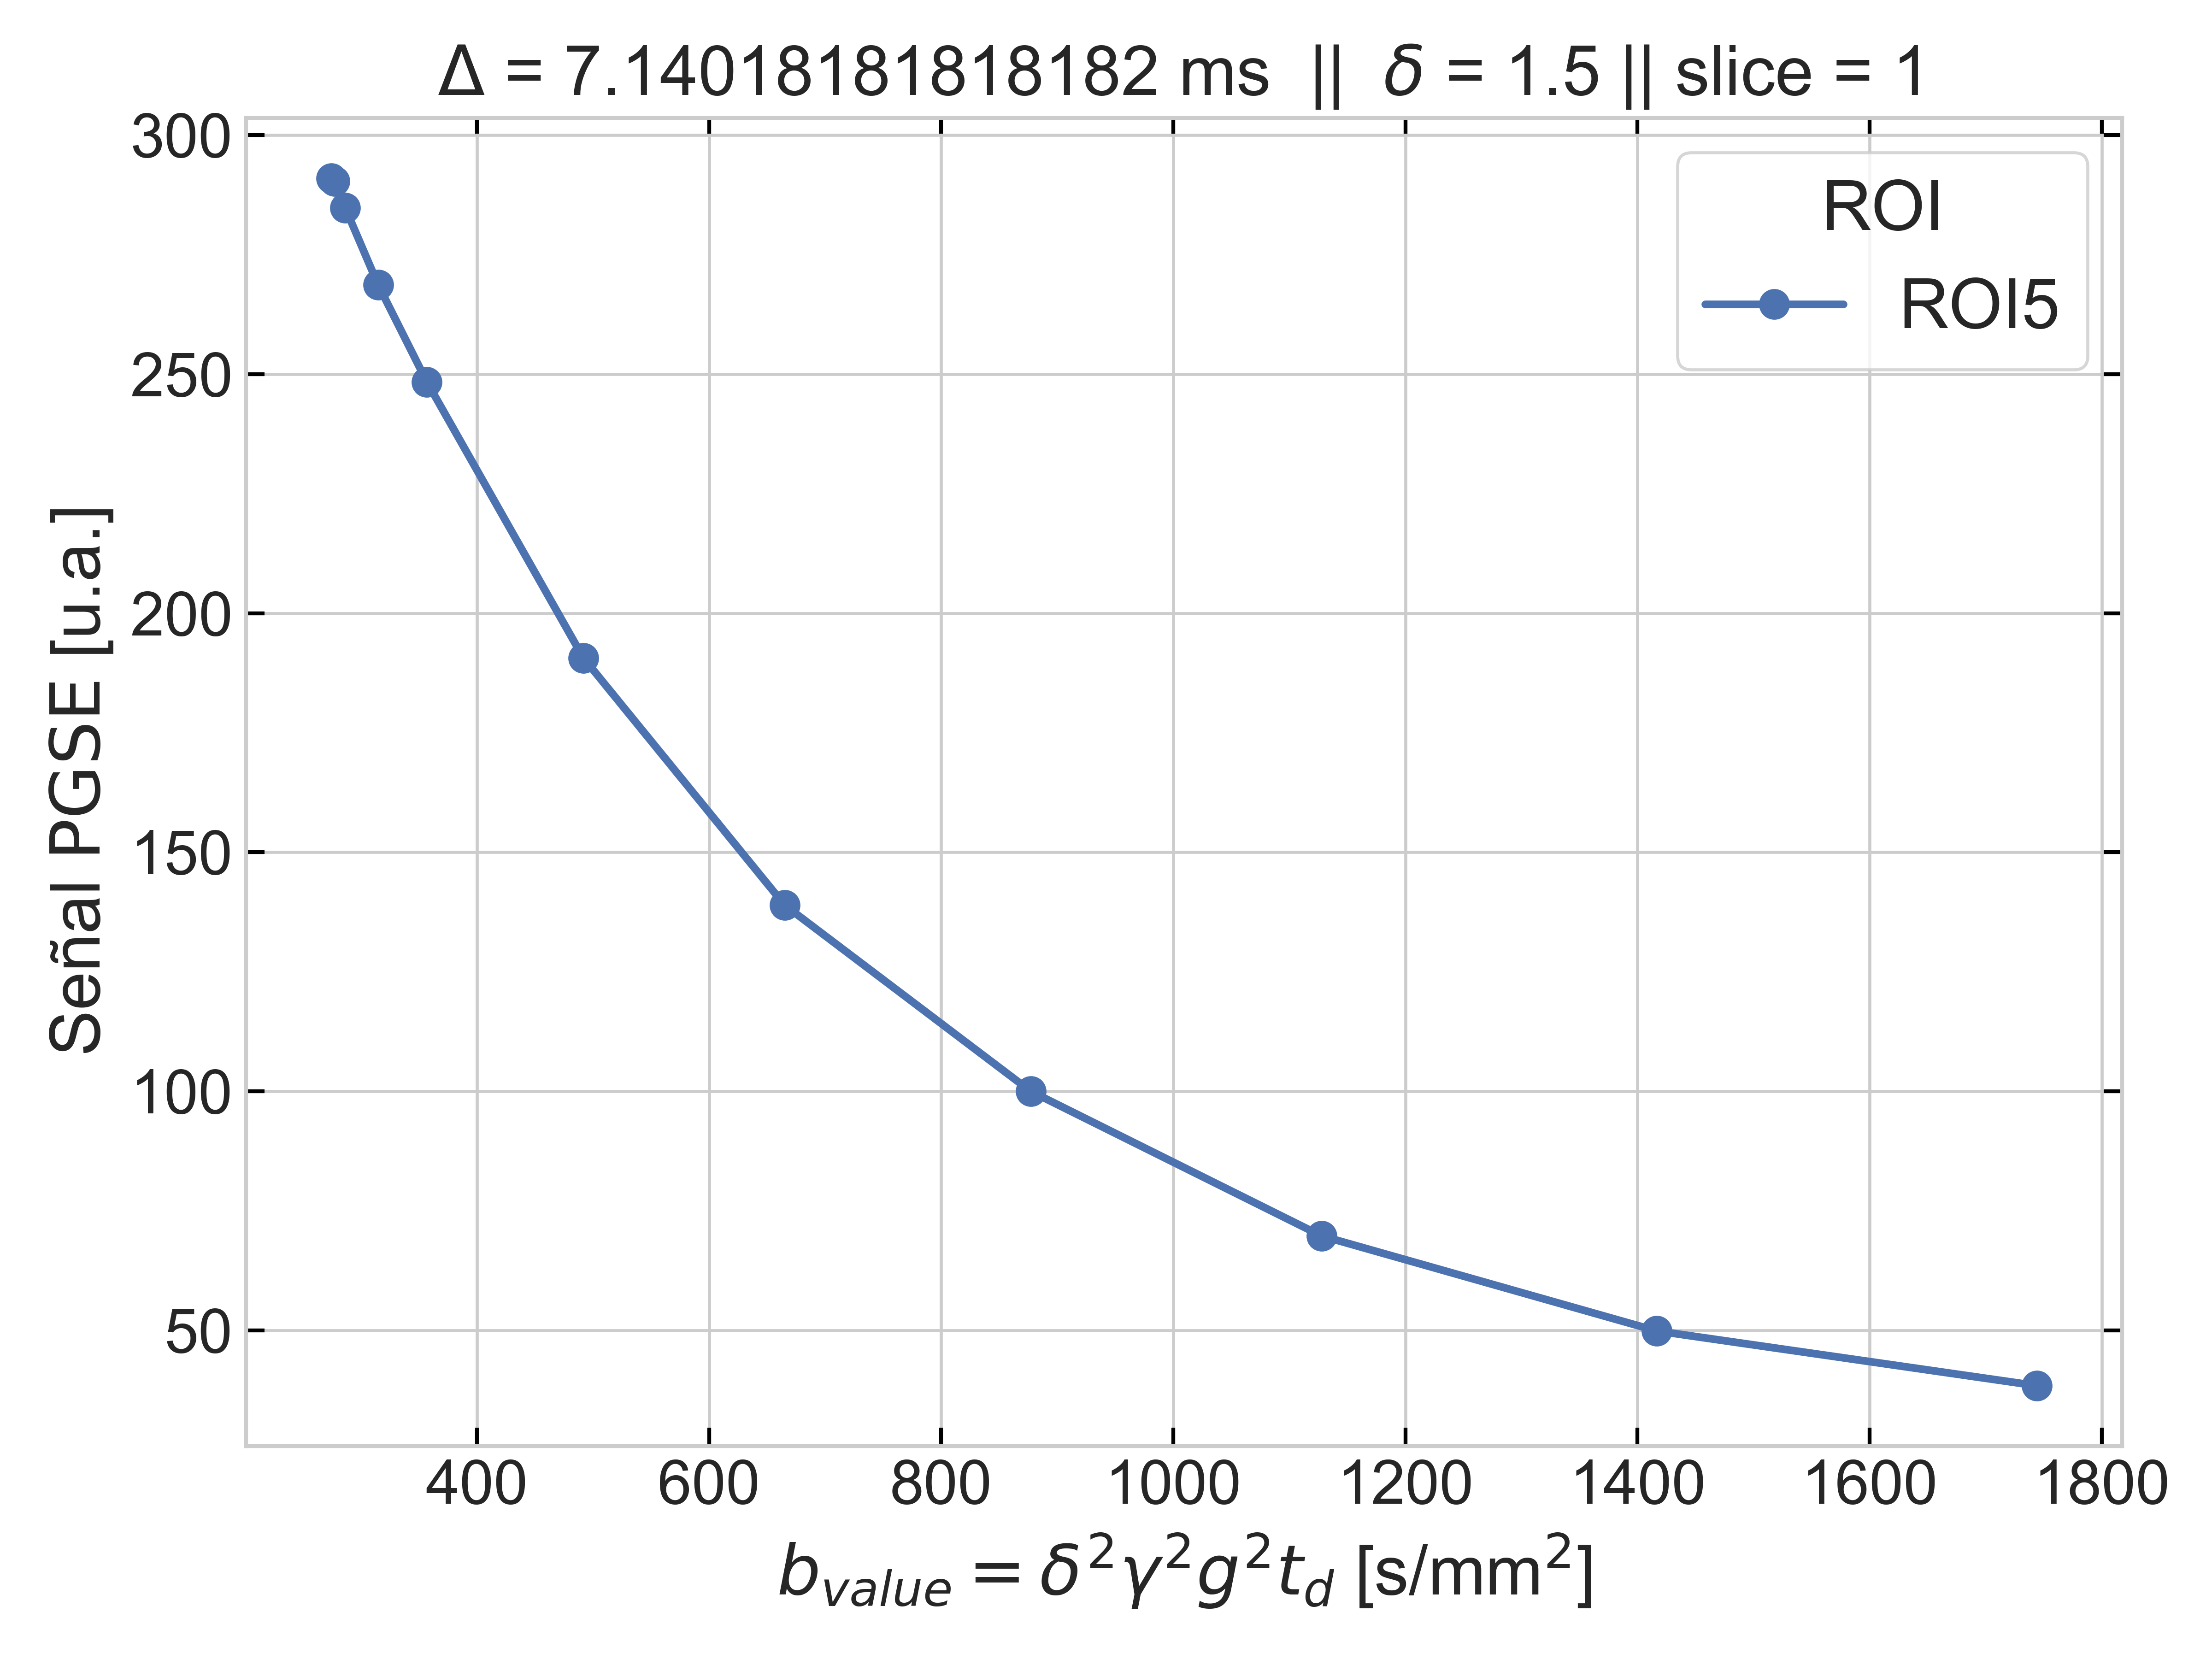 Δ = 7.140181818181818182 ms || δ = 1.5 || slice = 1
300
250
200
150
100
50
Señal PGSE [u.a.]
ROI
ROI5
400 600 800 1000 1200 1400 1600 1800
b_value = δ²γ²g²t_d [s/mm²]